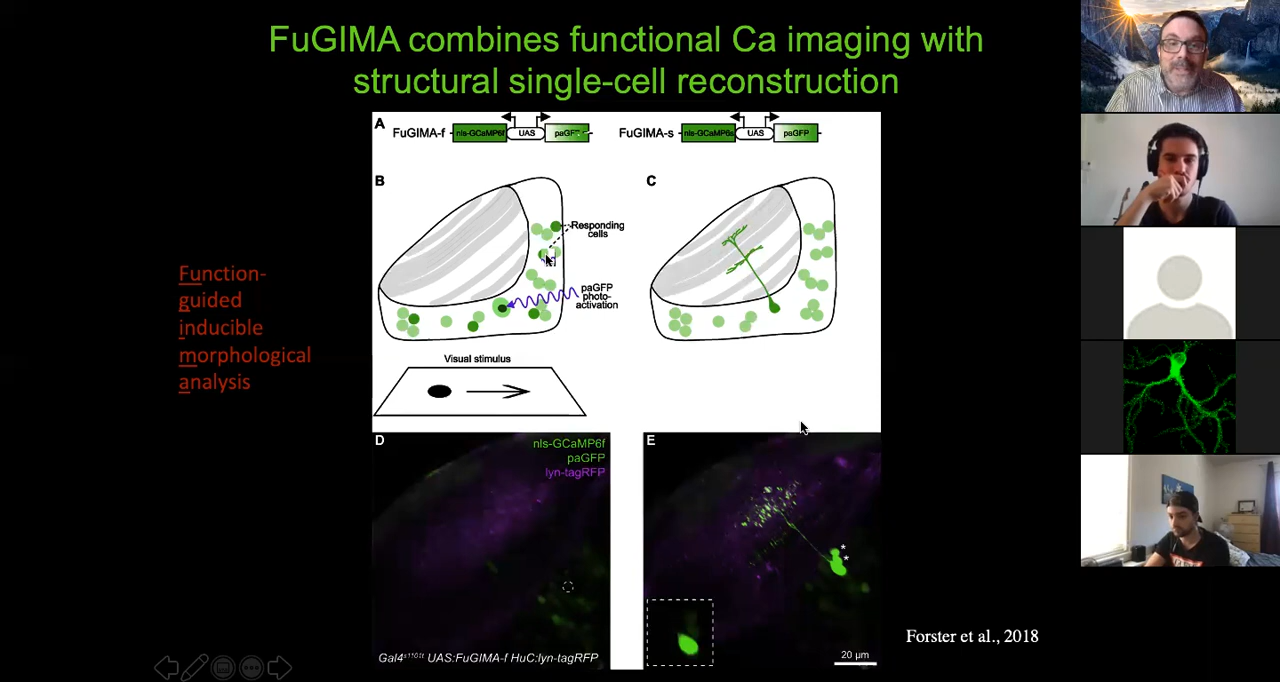 FuGIMA combines functional Ca imaging with
structural single-cell reconstruction
A
FuGIMA-f
nls-GCaMP6f
UAS
paGFP
FuGIMA-s
nls-GCaMP6s
UAS
paGFP
B
C
Responding
cells
paGFP
photo-
activation
Function-
guided
inducible
morphological
analysis
Visual stimulus
D
nls-GCaMP6f
paGFP
lyn-tagRFP
E
*
*
Gal4s1101t UAS:FuGIMA-f HuC:lyn-tagRFP
20 µm
Forster et al., 2018